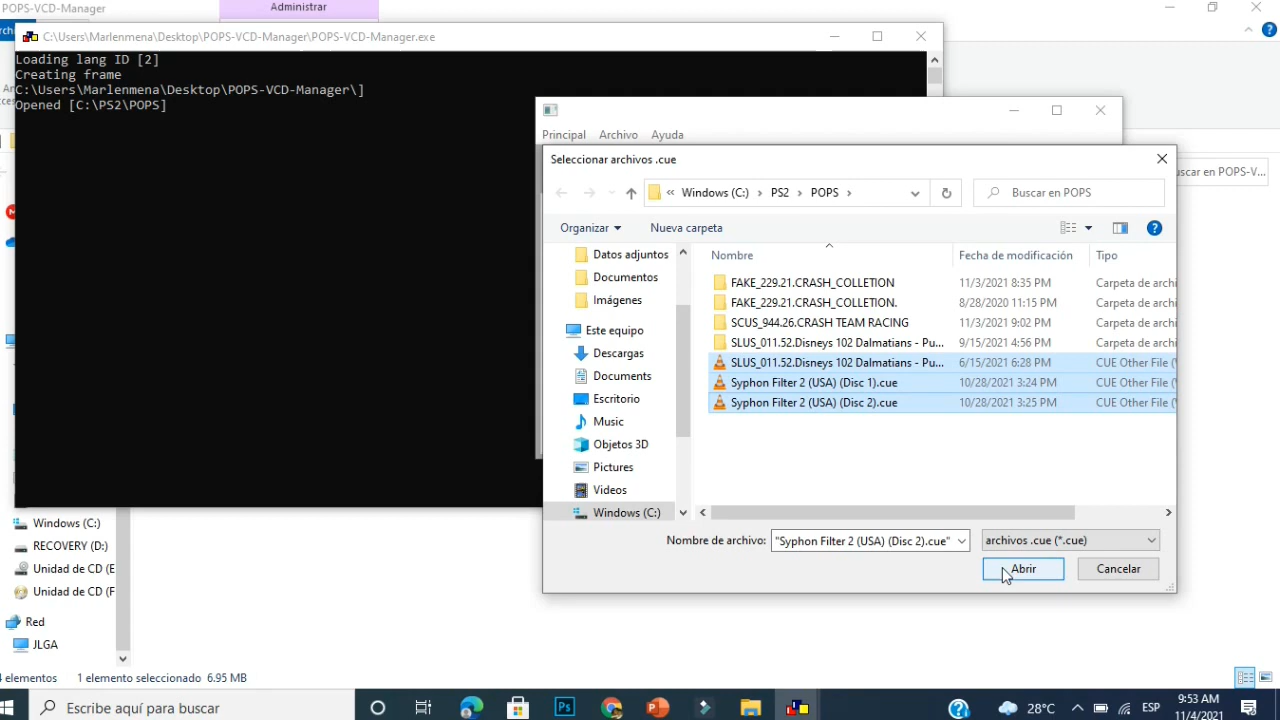 POPS-VCD-Manager
Administrar
C:\Users\Marlenmena\Desktop\POPS-VCD-Manager\POPS-VCD-Manager.exe
Loading lang ID [2]
Creating frame
C:\Users\Marlenmena\Desktop\POPS-VCD-Manager\]
Opened [C:\PS2\POPS]
Principal Archivo Ayuda
Seleccionar archivos .cue
« Windows (C:) › PS2 › POPS ›
Buscar en POPS
uscar en POPS-V...
Organizar Nueva carpeta
Nombre Fecha de modificación Tipo
Datos adjuntos
Documentos
Imágenes
Este equipo
Descargas
Documents
Escritorio
Music
Objetos 3D
Pictures
Videos
Windows (C:)
FAKE_229.21.CRASH_COLLETION 11/3/2021 8:35 PM Carpeta de archi
FAKE_229.21.CRASH_COLLETION. 8/28/2020 11:15 PM Carpeta de archi
SCUS_944.26.CRASH TEAM RACING 11/3/2021 9:02 PM Carpeta de archi
SLUS_011.52.Disneys 102 Dalmatians - Pu... 9/15/2021 4:56 PM Carpeta de archi
SLUS_011.52.Disneys 102 Dalmatians - Pu... 6/15/2021 6:28 PM CUE Other File (
Syphon Filter 2 (USA) (Disc 1).cue 10/28/2021 3:24 PM CUE Other File (
Syphon Filter 2 (USA) (Disc 2).cue 10/28/2021 3:25 PM CUE Other File (
Nombre de archivo: "Syphon Filter 2 (USA) (Disc 2).cue" archivos .cue (*.cue)
Abrir Cancelar
Windows (C:)
RECOVERY (D:)
Unidad de CD (E
Unidad de CD (F
Red
JLGA
elementos 1 elemento seleccionado 6.95 MB
Escribe aquí para buscar
Ps
28°C
ESP
9:53 AM
11/4/2021